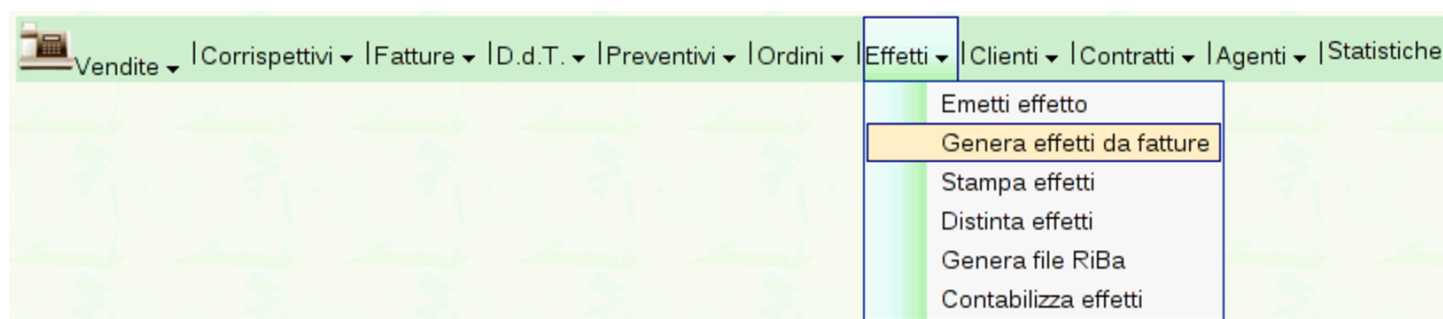 Vendite | Corrispettivi | Fatture | D.d.T. | Preventivi | Ordini | Effetti | Clienti | Contratti | Agenti | Statistiche
Emetti effetto
Genera effetti da fatture
Stampa effetti
Distinta effetti
Genera file RiBa
Contabilizza effetti